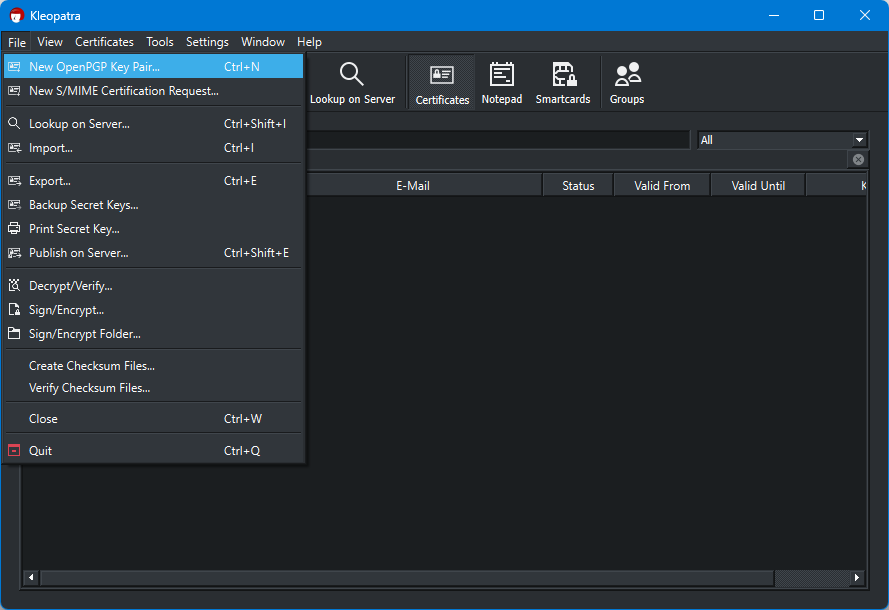 Kleopatra
File View Certificates Tools Settings Window Help
New OpenPGP Key Pair... Ctrl+N
New S/MIME Certification Request...
Lookup on Server... Ctrl+Shift+I
Import... Ctrl+I
Export... Ctrl+E
Backup Secret Keys...
Print Secret Key...
Publish on Server... Ctrl+Shift+E
Decrypt/Verify...
Sign/Encrypt...
Sign/Encrypt Folder...
Create Checksum Files...
Verify Checksum Files...
Close Ctrl+W
Quit Ctrl+Q
Lookup on Server Certificates Notepad Smartcards Groups
All
E-Mail Status Valid From Valid Until K